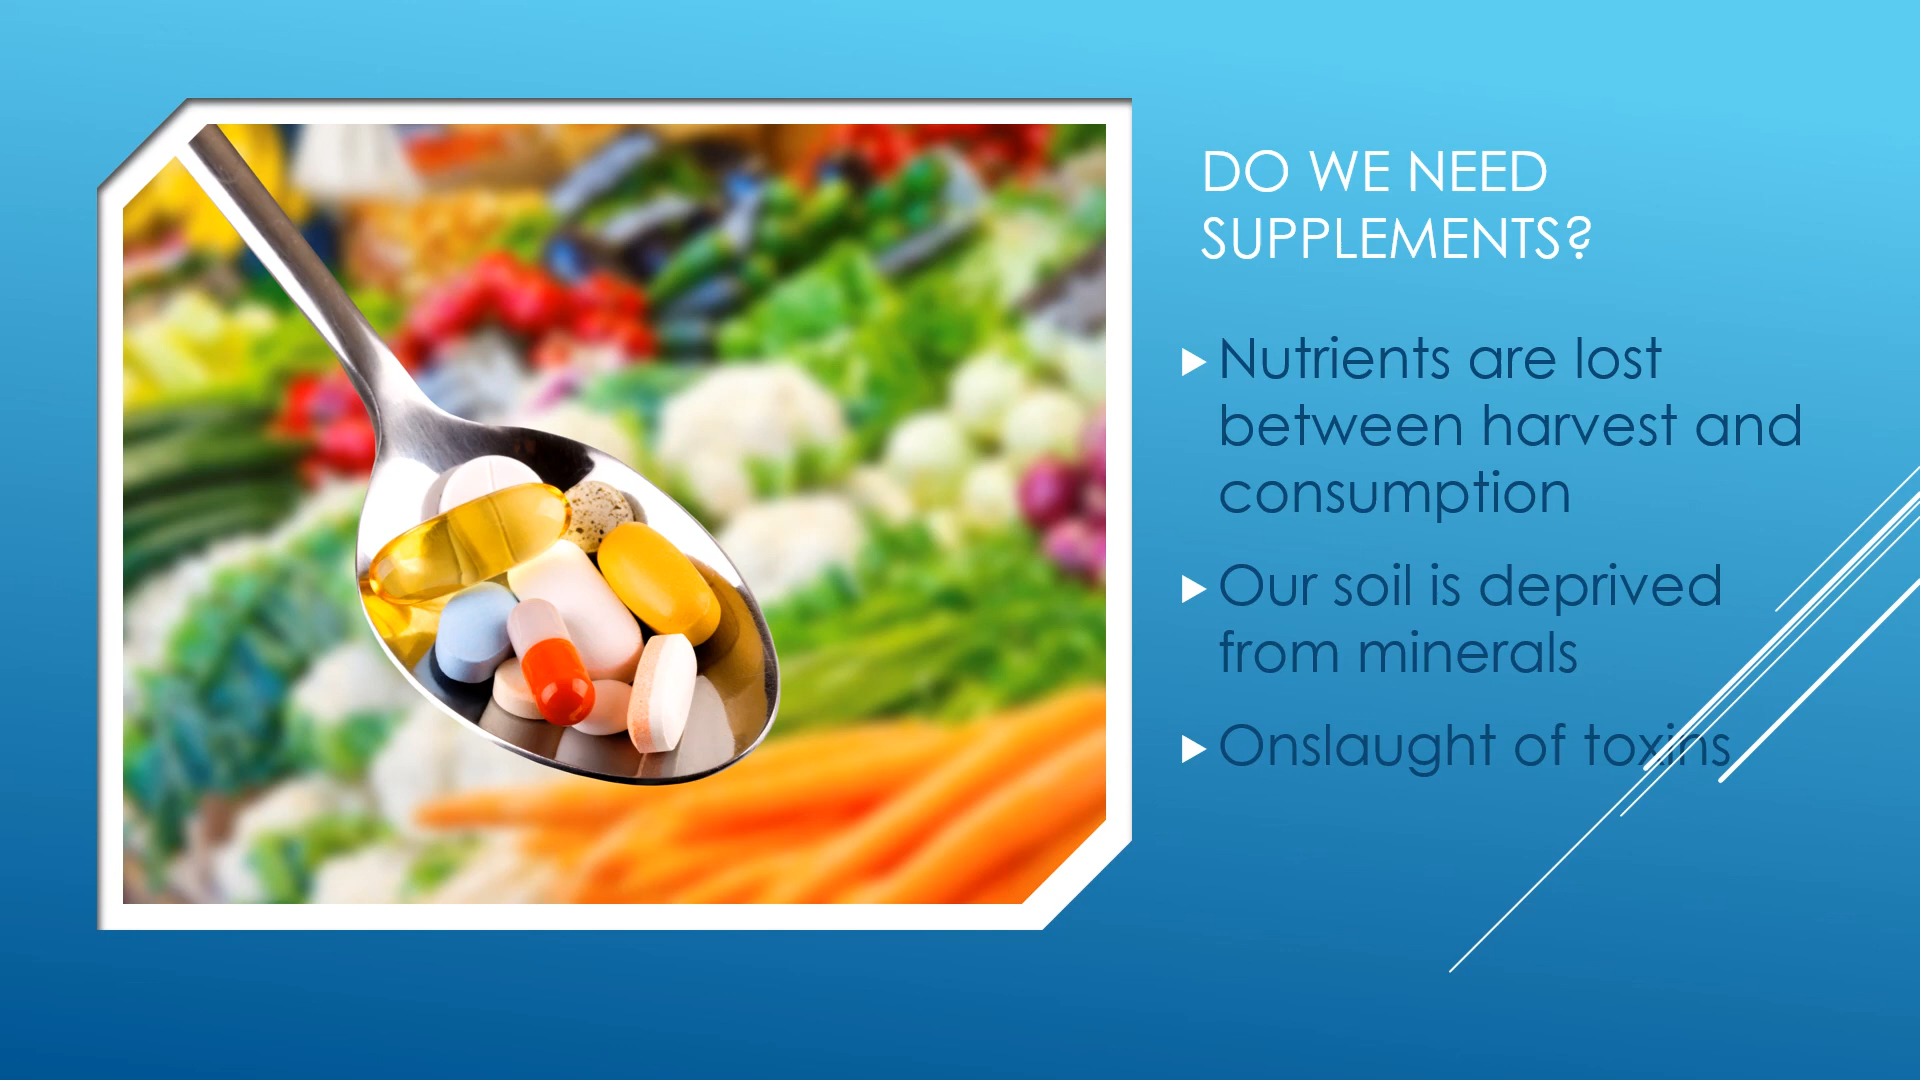 DO WE NEED
SUPPLEMENTS?
Nutrients are lost
between harvest and
consumption
Our soil is deprived
from minerals
Onslaught of toxins